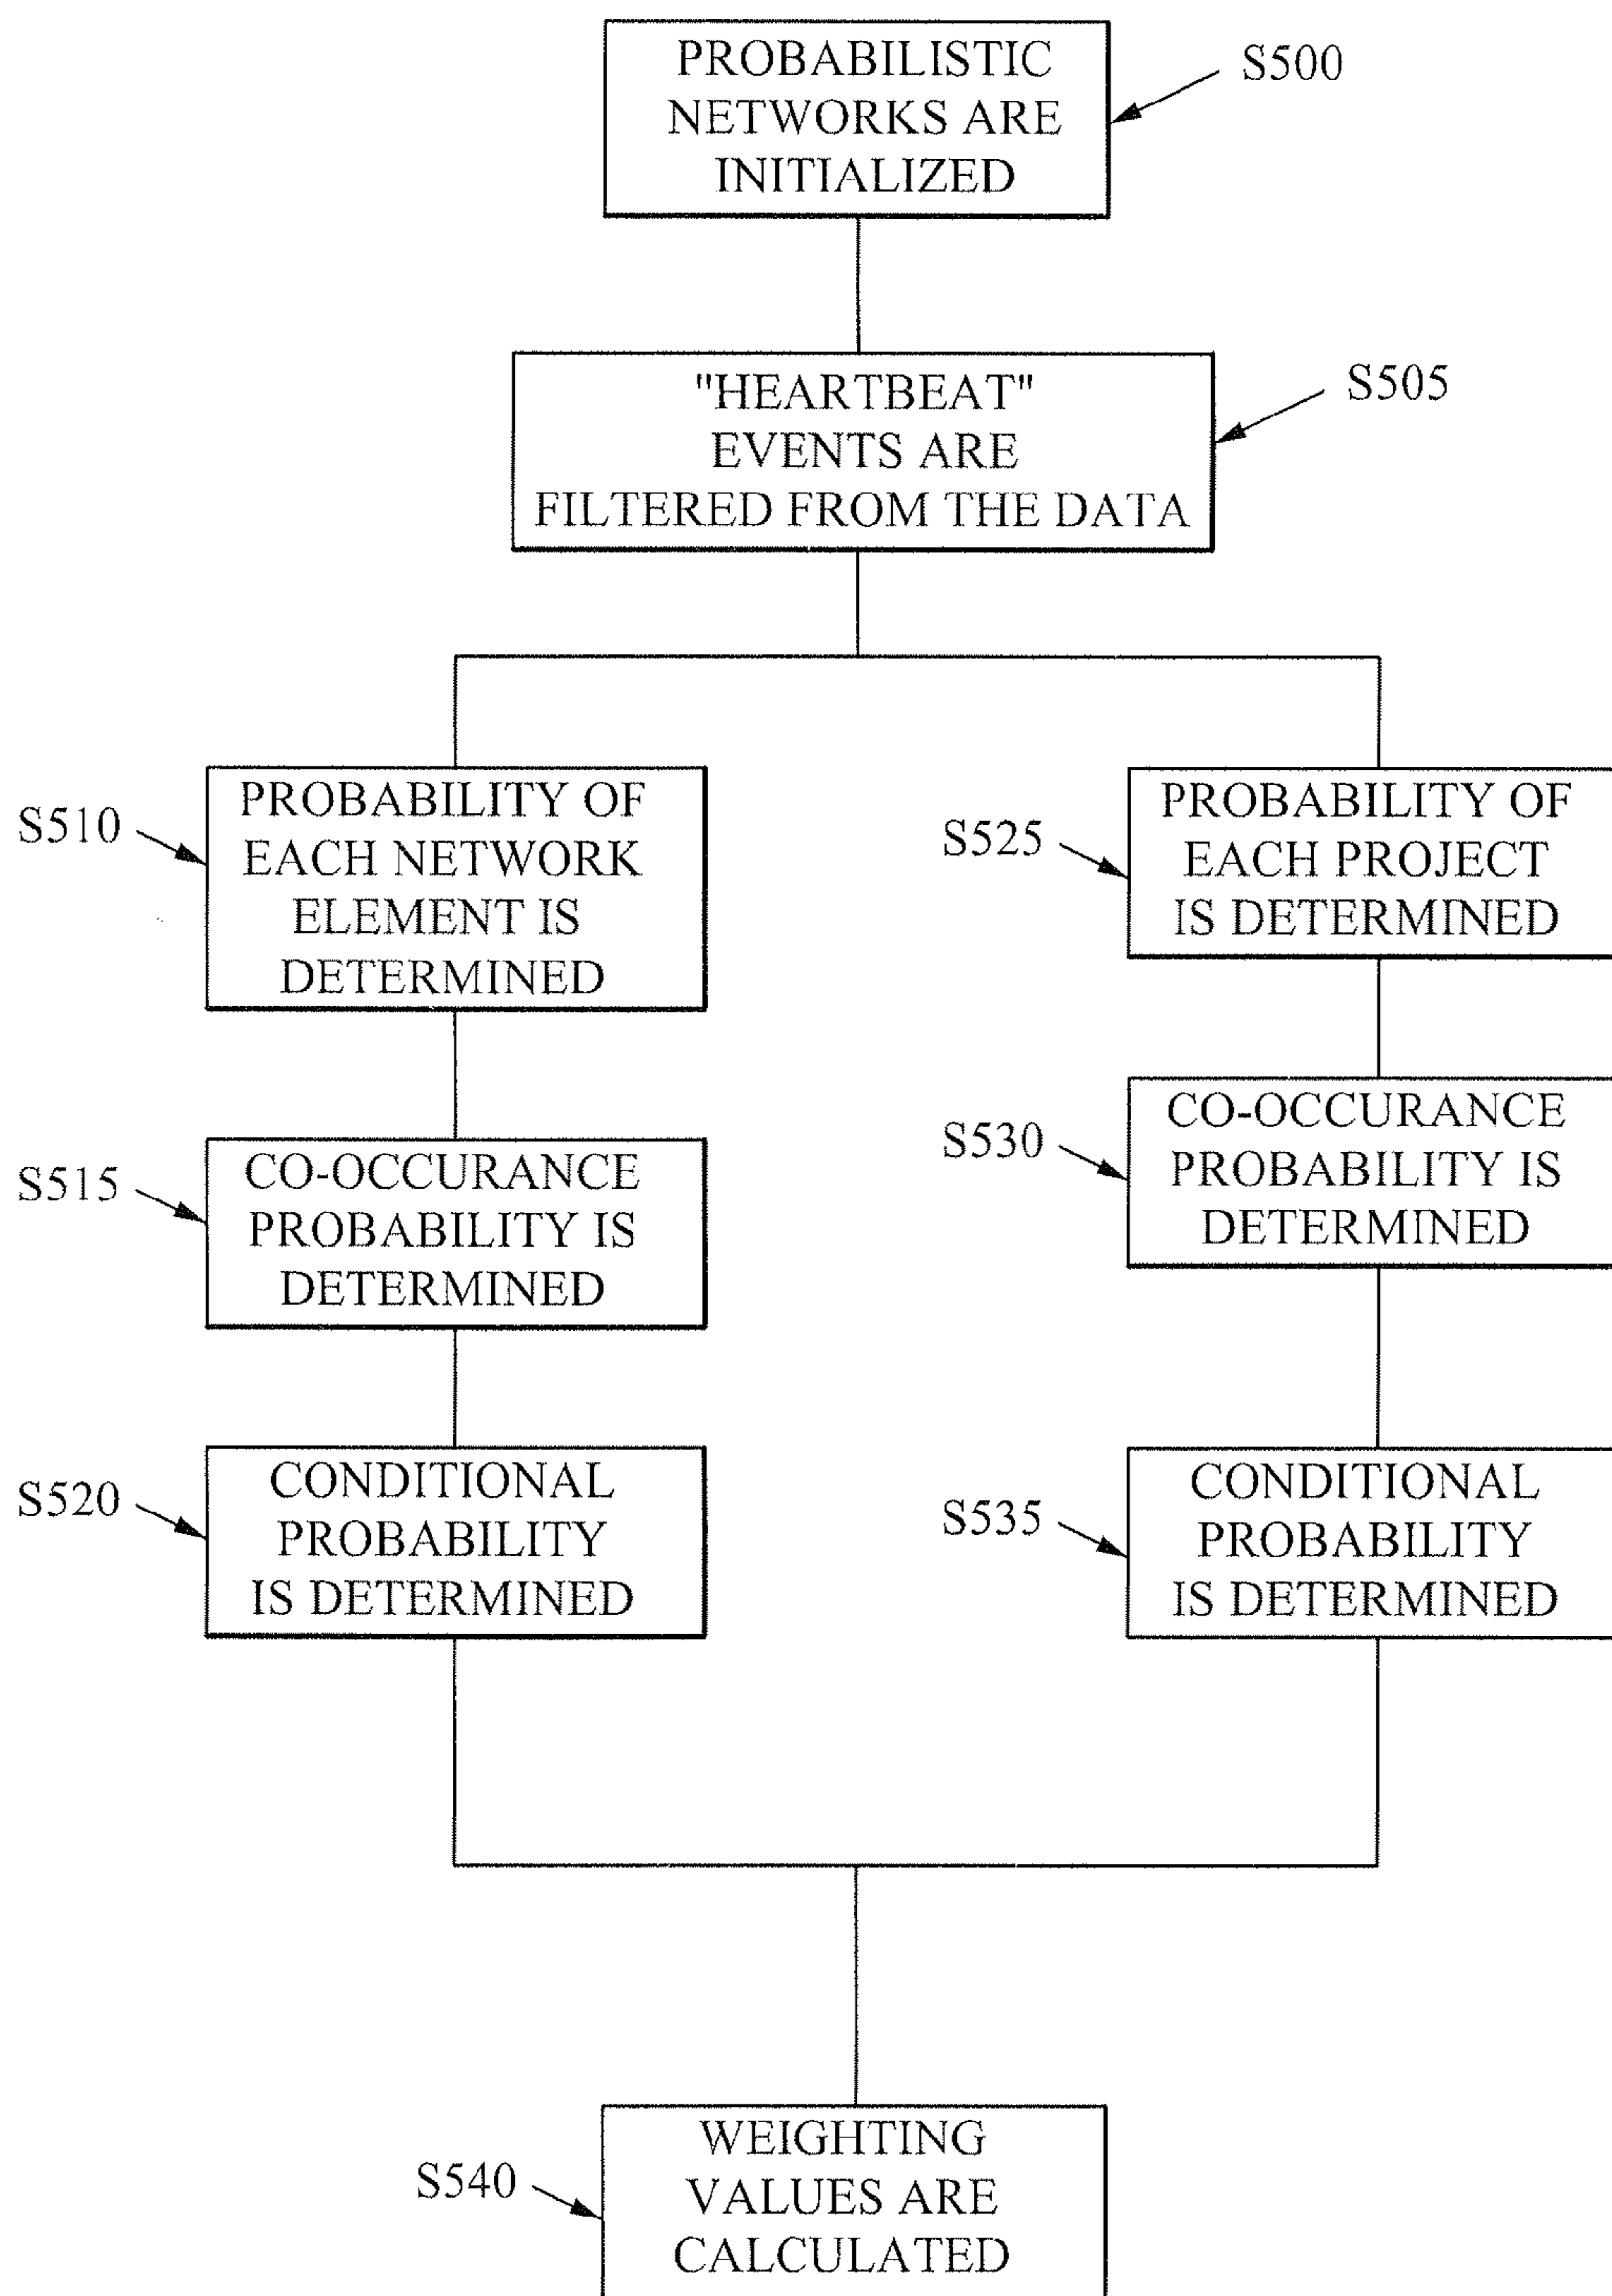 PROBABILISTIC
NETWORKS ARE
INITIALIZED
S500
"HEARTBEAT"
EVENTS ARE
FILTERED FROM THE DATA
S505
S510
PROBABILITY OF
EACH NETWORK
ELEMENT IS
DETERMINED
S515
CO-OCCURANCE
PROBABILITY IS
DETERMINED
S520
CONDITIONAL
PROBABILITY
IS DETERMINED
S525
PROBABILITY OF
EACH PROJECT
IS DETERMINED
S530
CO-OCCURANCE
PROBABILITY IS
DETERMINED
S535
CONDITIONAL
PROBABILITY
IS DETERMINED
S540
WEIGHTING
VALUES ARE
CALCULATED